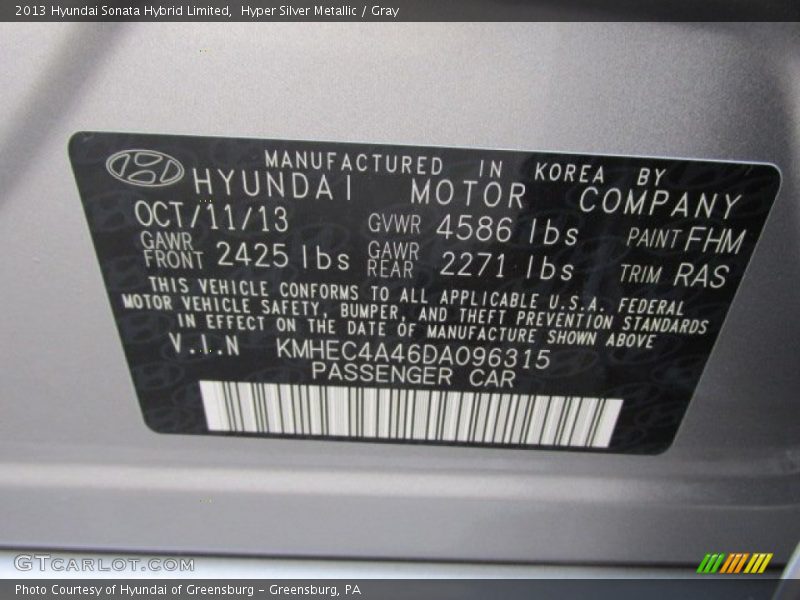 2013 Hyundai Sonata Hybrid Limited, Hyper Silver Metallic / Gray
MANUFACTURED IN KOREA BY
HYUNDAI MOTOR COMPANY
OCT/11/13 GVWR 4586 lbs PAINT FHM
GAWR FRONT 2425 lbs GAWR REAR 2271 lbs TRIM RAS
THIS VEHICLE CONFORMS TO ALL APPLICABLE U.S.A. FEDERAL
MOTOR VEHICLE SAFETY, BUMPER, AND THEFT PREVENTION STANDARDS
IN EFFECT ON THE DATE OF MANUFACTURE SHOWN ABOVE
V.I.N KMHEC4A46DA096315
PASSENGER CAR
GTCARLOT.COM
Photo Courtesy of Hyundai of Greensburg - Greensburg, PA